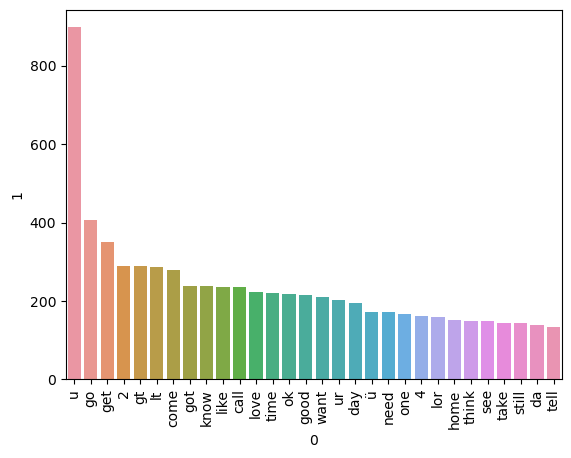 800
600
400
200
0
1
u
go
get
2
gt
lt
come
got
know
like
call
love
time
ok
good
want
ur
day
ü
need
one
4
lor
home
think
see
take
still
da
tell
0